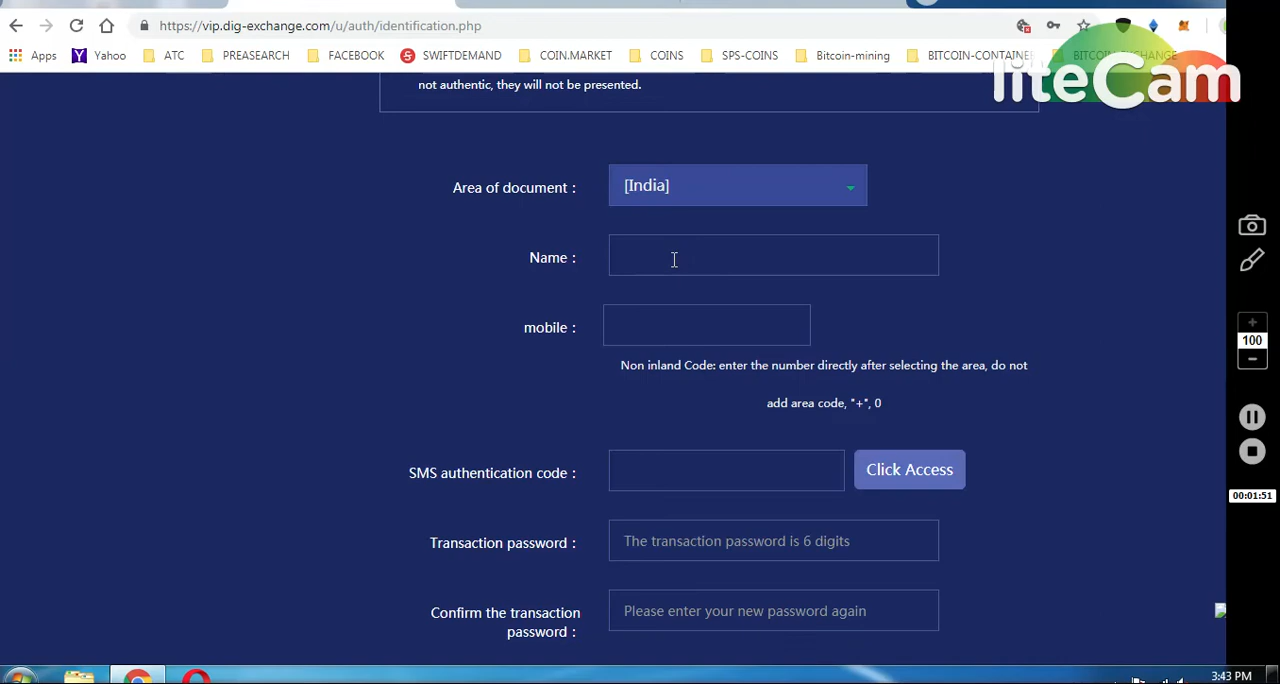 https://vip.dig-exchange.com/u/auth/identification.php
Apps Yahoo ATC PREASEARCH FACEBOOK SWIFTDEMAND COIN.MARKET COINS SPS-COINS Bitcoin-mining BITCOIN-CONTAINE BITCOIN-EXCHANGE
liteCam
not authentic, they will not be presented.
Area of document : [India]
Name :
mobile :
Non inland Code: enter the number directly after selecting the area, do not
add area code, "+", 0
SMS authentication code : Click Access
Transaction password : The transaction password is 6 digits
Confirm the transaction Please enter your new password again
password :
+
100
−
00:01:51
3:43 PM